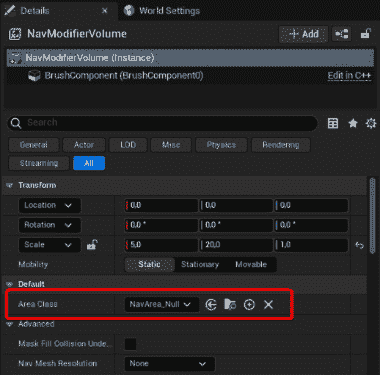 Details
World Settings
NavModifierVolume
Add
NavModifierVolume (Instance)
BrushComponent (BrushComponent0)
Edit in C++
Search
General
Actor
LOD
Misc
Physics
Rendering
Streaming
All
Transform
Location
0.0
0.0
0.0
Rotation
0.0 °
0.0 °
0.0 °
Scale
5.0
20.0
1.0
Mobility
Static
Stationary
Movable
Default
Area Class
NavArea_Null
Advanced
Mask Fill Collision Unde...
Nav Mesh Resolution
None